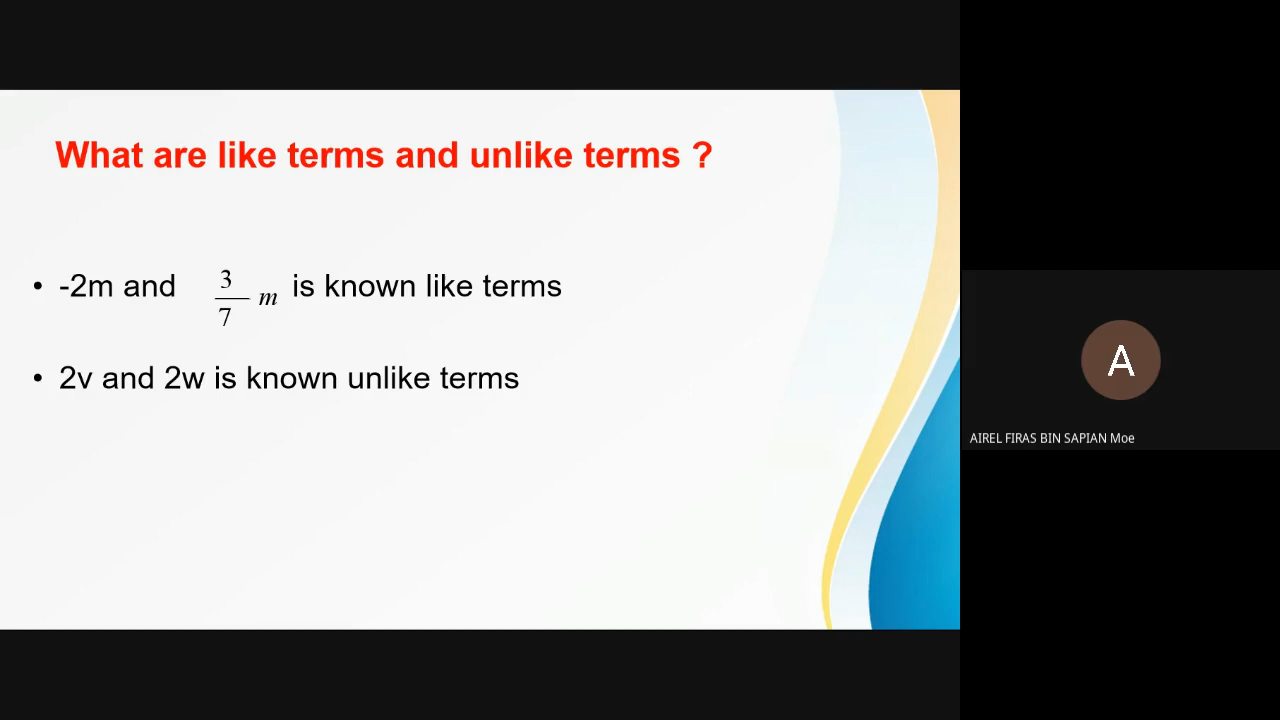 What are like terms and unlike terms ?
• -2m and 3/7 m is known like terms
• 2v and 2w is known unlike terms
A
AIREL FIRAS BIN SAPIAN Moe